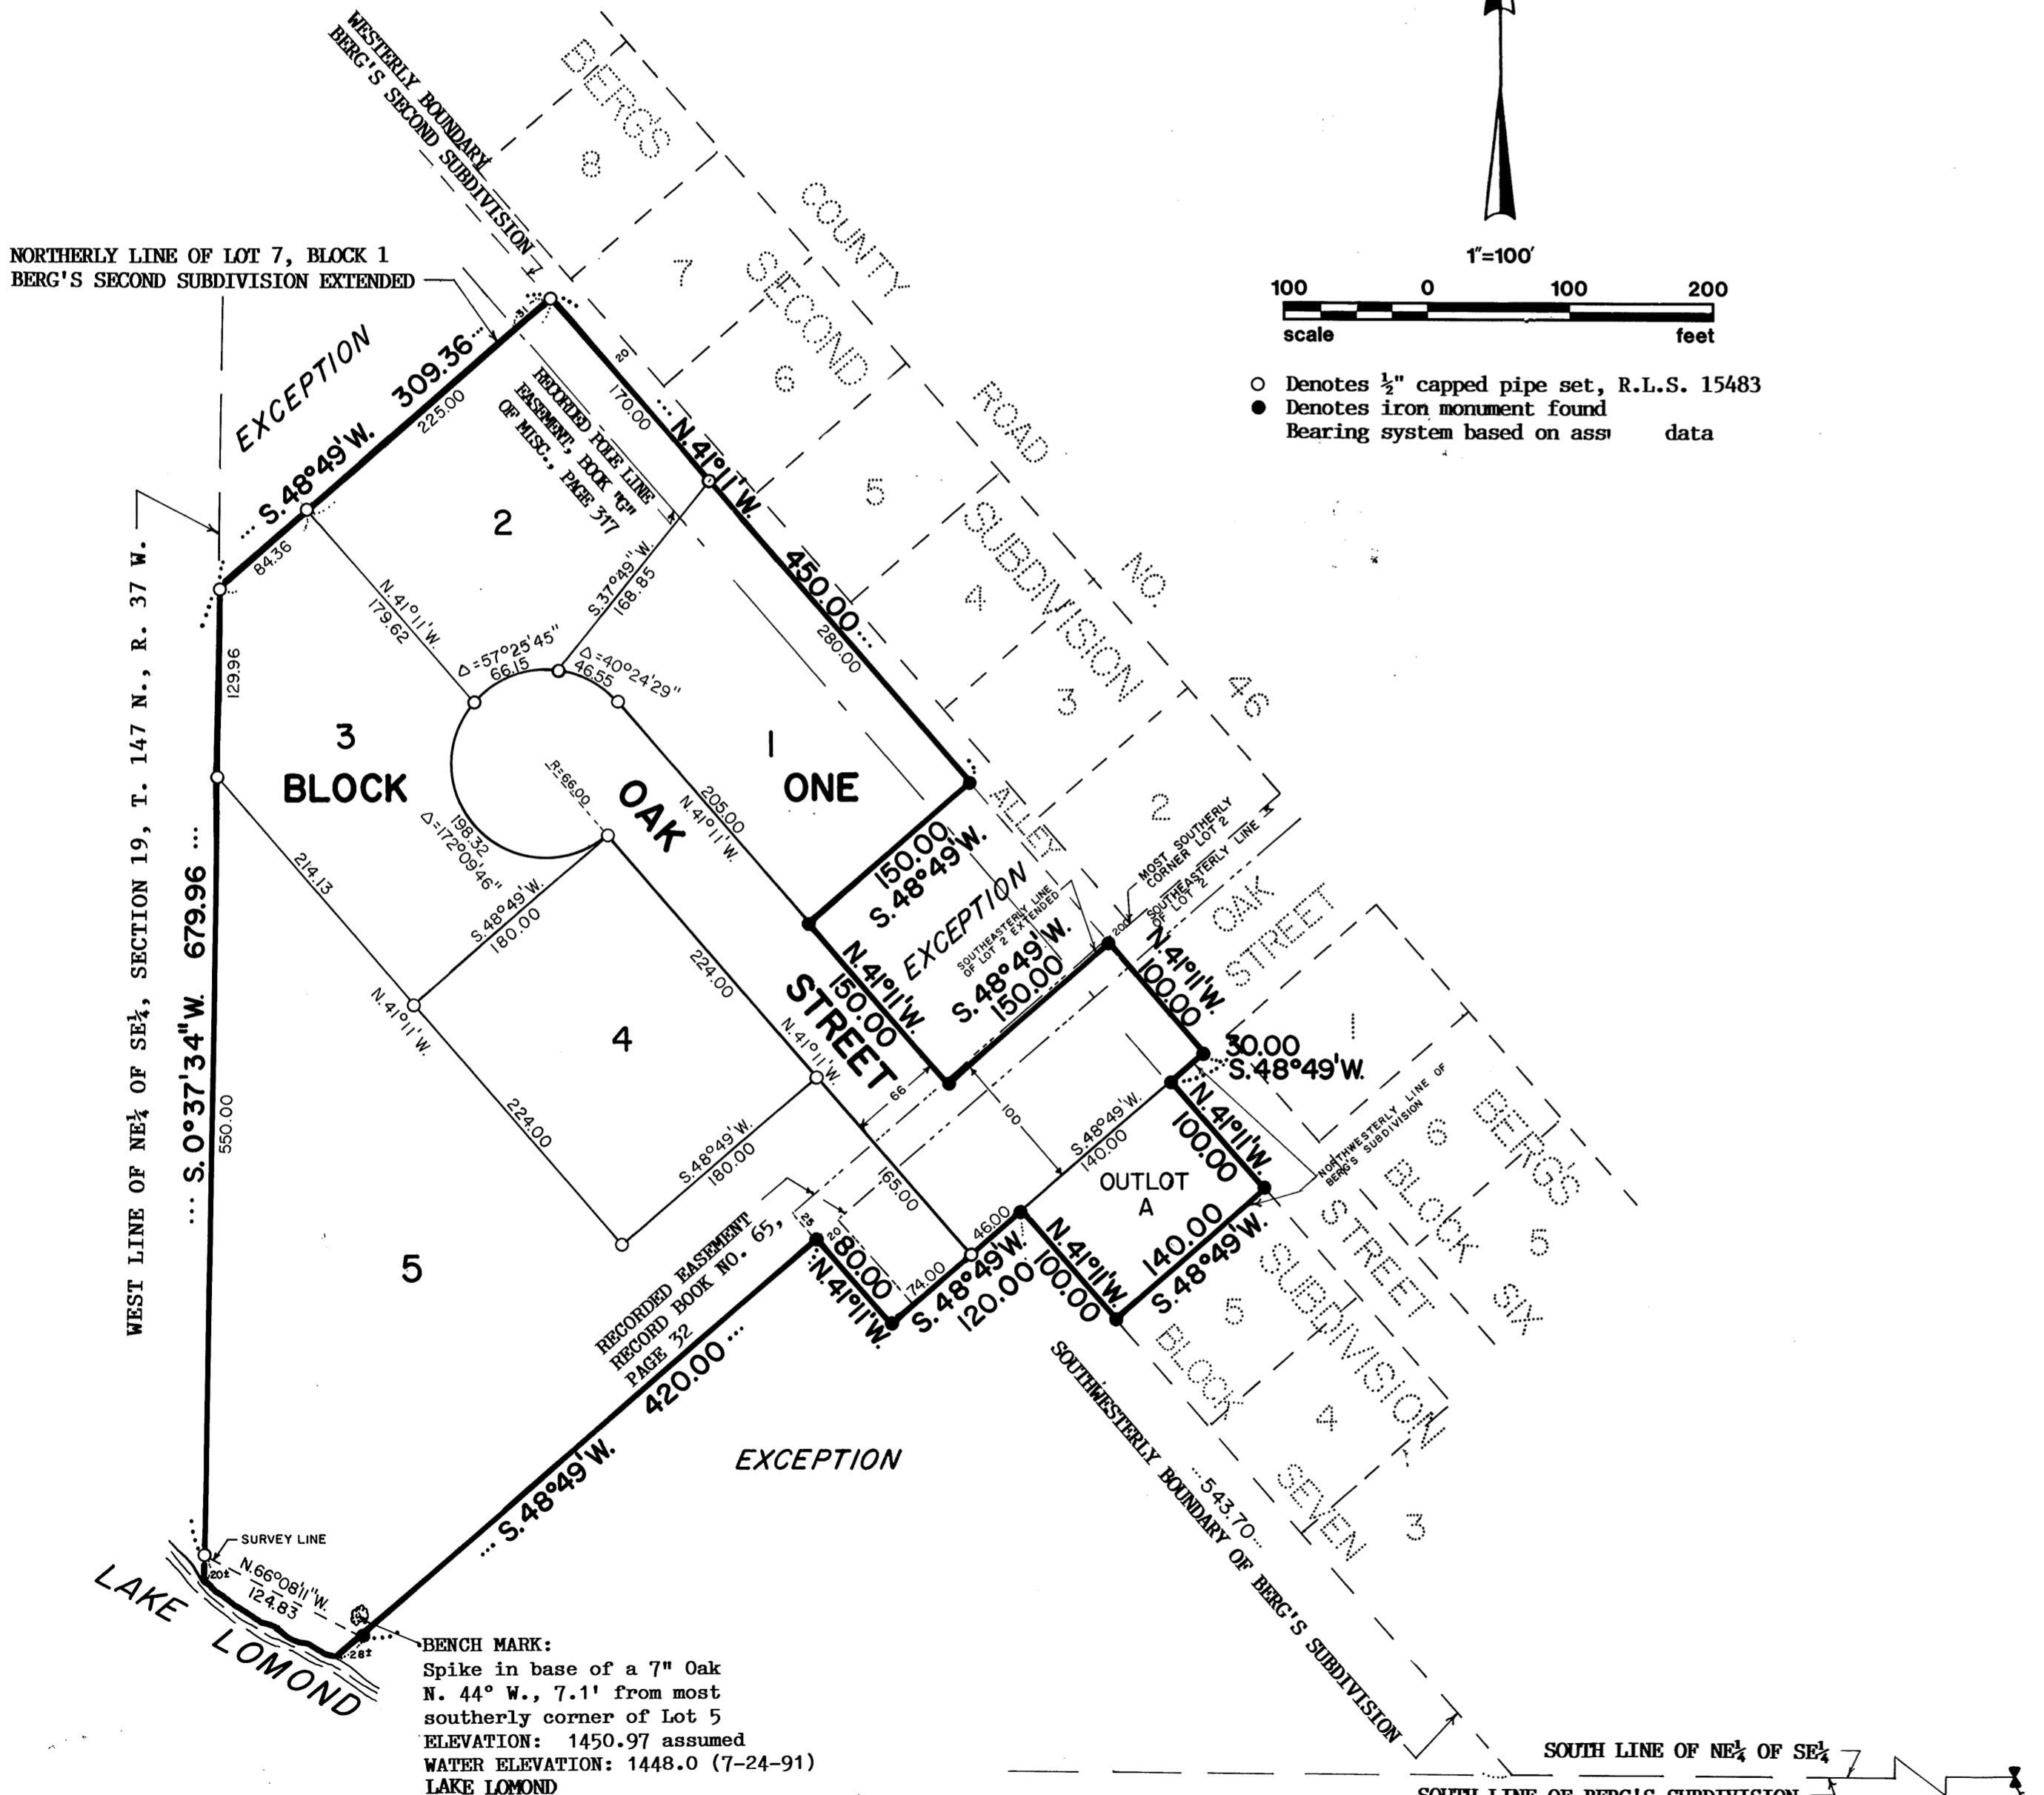 WESTERLY BOUNDARY
BERG'S SECOND SUBDIVISION
BERG'S
8
COUNTY
SECOND
7
6
ROAD
5
SUBDIVISION
4
NO.
3
46
2
1"=100'
100 0 100 200
scale feet
Denotes ½" capped pipe set, R.L.S. 15483
Denotes iron monument found
Bearing system based on data
NORTHERLY LINE OF LOT 7, BLOCK 1
BERG'S SECOND SUBDIVISION EXTENDED
EXCEPTION
... S. 48°49'W. 309.36 ...
225.00
84.36
31
20
170.00
RECORDED POLE LINE
EASEMENT, BOOK "G"
OF MISC., PAGE 317
... N. 41°11'W. 450.00 ...
280.00
2
S.37°49"W.
168.85
N. 41°11'W.
179.62
Δ=57°25'45"
66.15
Δ=40°24'29"
46.55
129.96
3
BLOCK
1
ONE
R=66.00
OAK
205.00
N. 41°11'W.
198.32
Δ=172°09'46"
WEST LINE OF NE¼ OF SE¼, SECTION 19, T. 147 N., R. 37 W.
... S. 0°37'34"W. 679.96 ...
550.00
214.13
S.48°49'W.
180.00
N. 41°11'W.
224.00
N. 41°11'W.
4
224.00
S.48°49'W.
180.00
STREET
150.00
S. 48°49'W.
ALLEY
EXCEPTION
N. 41°11'W.
150.00
SOUTHEASTERLY LINE
OF LOT 2 EXTENDED
S. 48°49'W.
150.00
MOST SOUTHERLY
CORNER LOT 2
SOUTHEASTERLY LINE
OF LOT 2
200
OAK
STREET
N. 41°11'W.
100.00
1
30.00
S. 48°49'W.
66
100
S.48°49'W.
140.00
N. 41°11'W.
100.00
NORTHWESTERLY LINE OF
BERG'S SUBDIVISION
OUTLOT
A
140.00
S. 48°49'W.
6
BERG'S
BLOCK
5
SIX
STREET
SUBDIVISION
5
BLOCK
4
SEVEN
3
165.00
46.00
N. 41°11'W.
100.00
25
20
80.00
N. 41°11'W.
74.00
S. 48°49'W.
120.00
RECORDED EASEMENT
RECORD BOOK NO. 65,
PAGE 32
5
... S. 48°49'W. 420.00 ...
EXCEPTION
SOUTHWESTERLY BOUNDARY OF BERG'S SUBDIVISION
...543.70...
SURVEY LINE
20±
N.66°08'11"W.
124.83
28±
LAKE LOMOND
BENCH MARK:
Spike in base of a 7" Oak
N. 44° W., 7.1' from most
southerly corner of Lot 5
ELEVATION: 1450.97 assumed
WATER ELEVATION: 1448.0 (7-24-91)
LAKE LOMOND
SOUTH LINE OF NE¼ OF SE¼
SOUTH LINE OF BERG'S SUBDIVISION